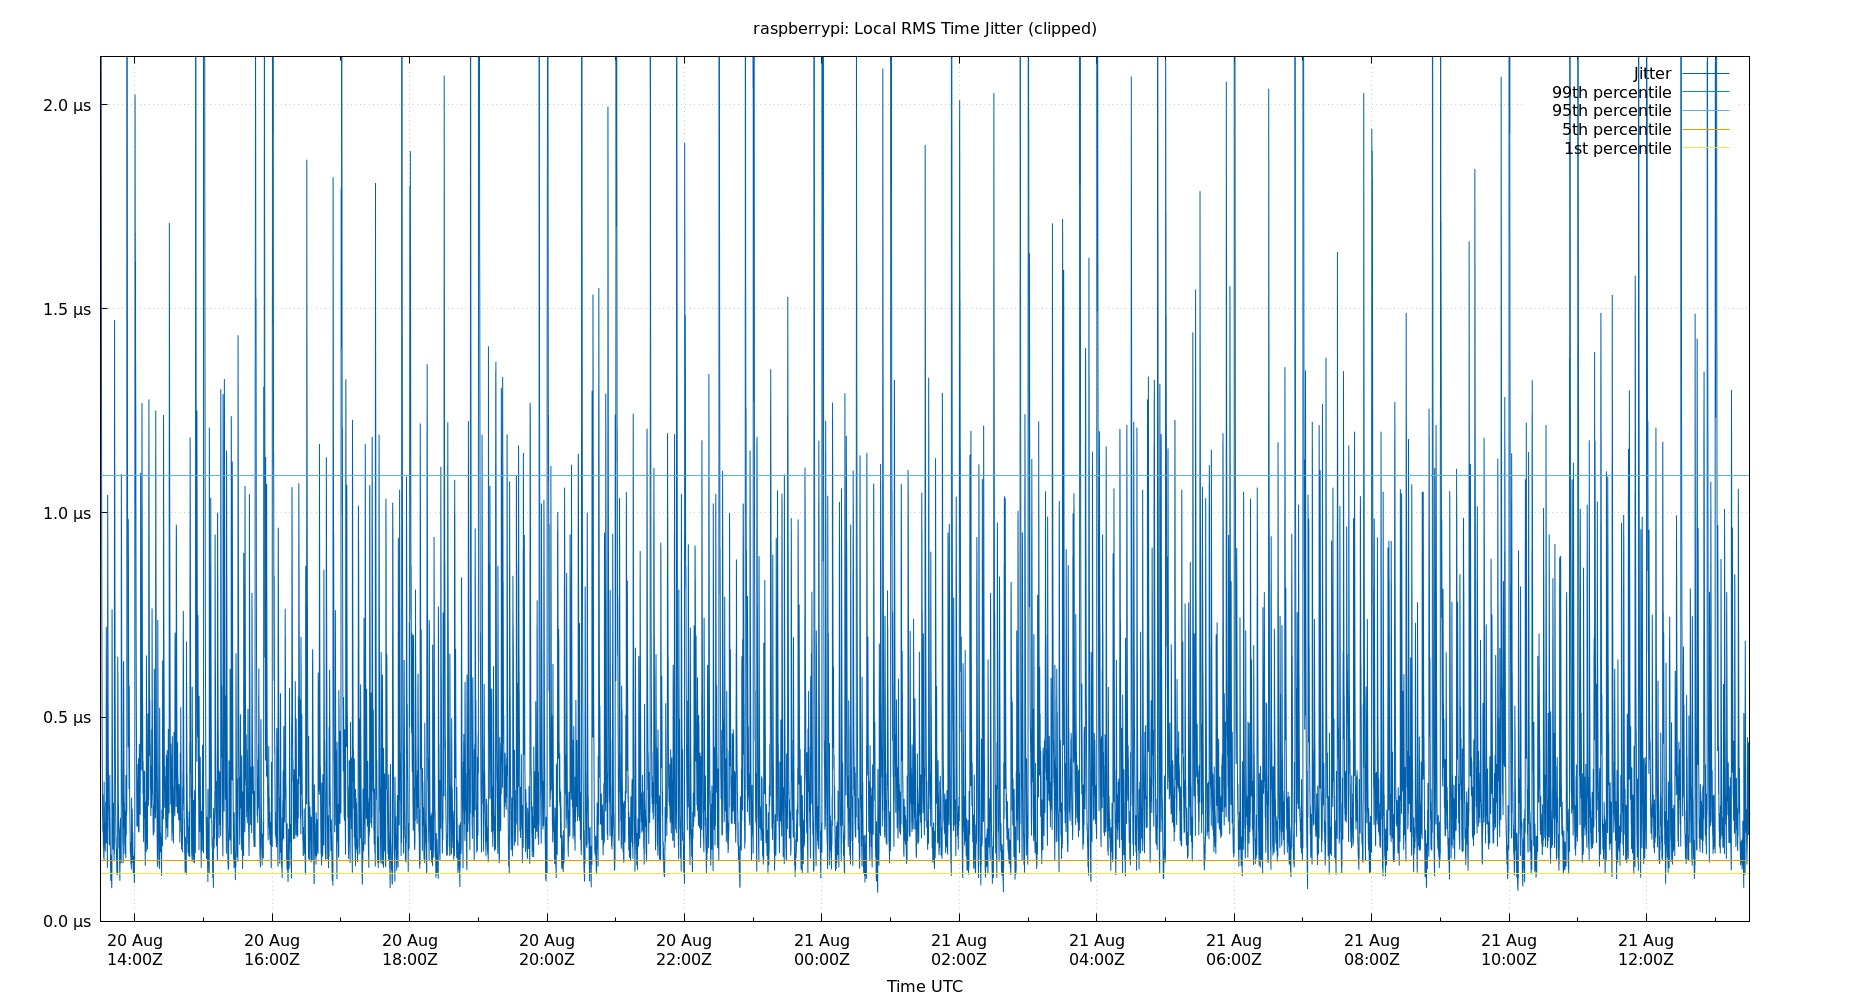 raspberrypi: Local RMS Time Jitter (clipped)
Jitter
99th percentile
95th percentile
5th percentile
1st percentile
2.0 µs
1.5 µs
1.0 µs
0.5 µs
0.0 µs
20 Aug 20 Aug 20 Aug 20 Aug 20 Aug 21 Aug 21 Aug 21 Aug 21 Aug 21 Aug 21 Aug 21 Aug
14:00Z 16:00Z 18:00Z 20:00Z 22:00Z 00:00Z 02:00Z 04:00Z 06:00Z 08:00Z 10:00Z 12:00Z
Time UTC